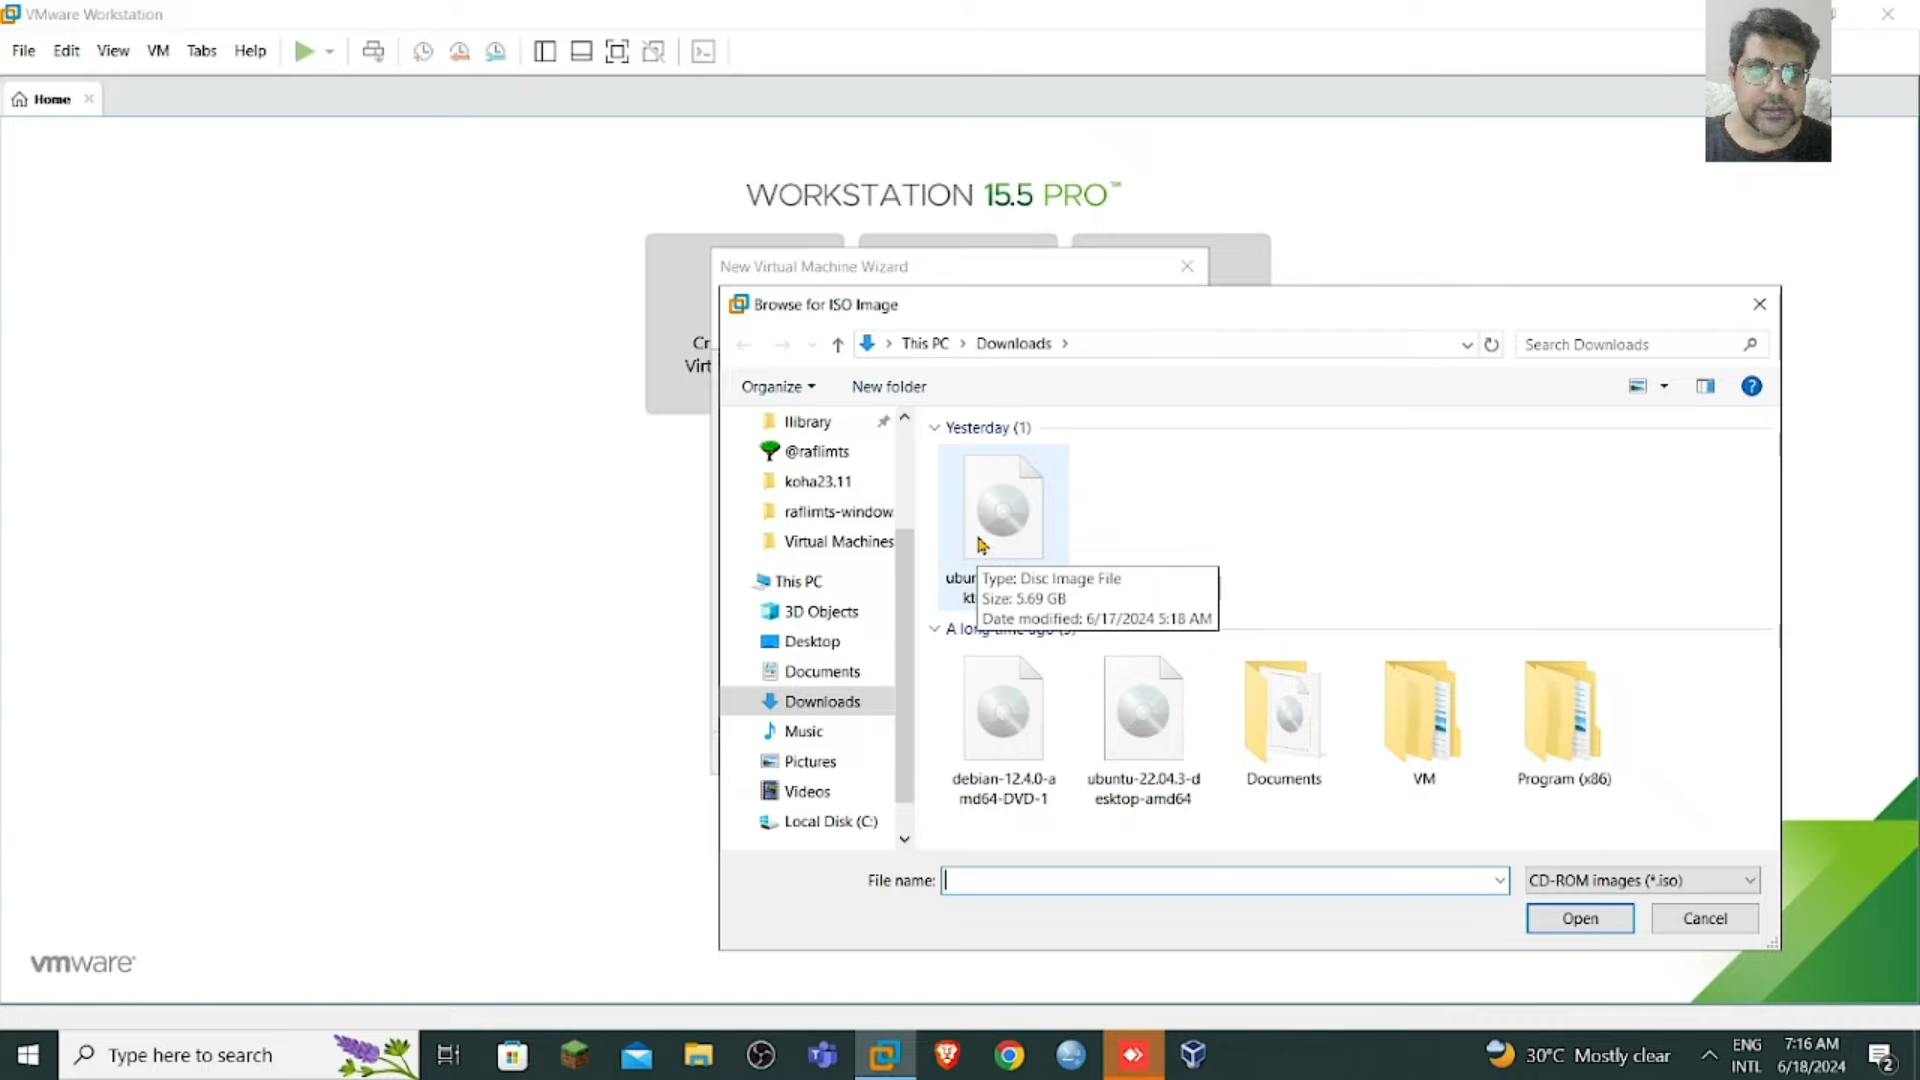 VMware Workstation
File Edit View VM Tabs Help
Home
WORKSTATION 15.5 PRO™
Cr
Virt
New Virtual Machine Wizard
Browse for ISO Image
This PC > Downloads >
Search Downloads
Organize
New folder
llibrary
@raflimts
koha23.11
raflimts-window
Virtual Machines
This PC
3D Objects
Desktop
Documents
Downloads
Music
Pictures
Videos
Local Disk (C:)
Yesterday (1)
Type: Disc Image File
Size: 5.69 GB
Date modified: 6/17/2024 5:18 AM
debian-12.4.0-a
md64-DVD-1
ubuntu-22.04.3-d
esktop-amd64
Documents
VM
Program (x86)
File name:
CD-ROM images (*.iso)
Open
Cancel
vmware®
Type here to search
30°C Mostly clear
ENG
INTL
7:16 AM
6/18/2024
2